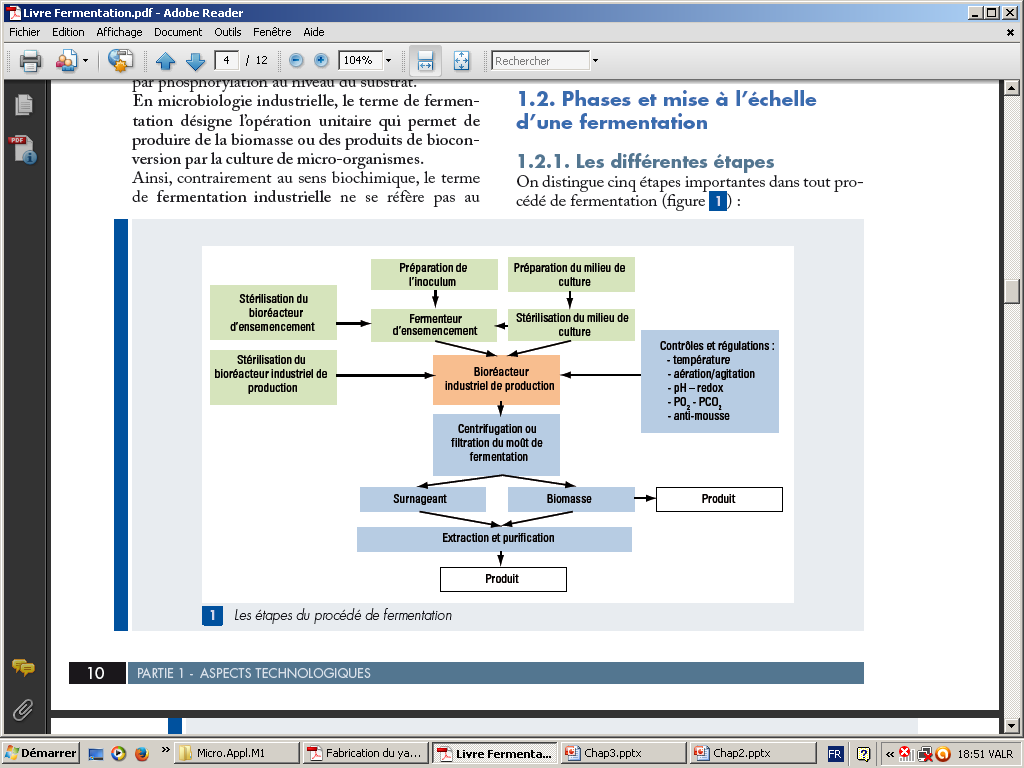 Livre Fermentation.pdf - Adobe Reader
Fichier Edition Affichage Document Outils Fenêtre Aide
4 / 12 104% Rechercher
par phosphorylation au niveau du substrat.
En microbiologie industrielle, le terme de fermen-
tation désigne l'opération unitaire qui permet de
produire de la biomasse ou des produits de biocon-
version par la culture de micro-organismes.
Ainsi, contrairement au sens biochimique, le terme
de fermentation industrielle ne se réfère pas au
1.2. Phases et mise à l'échelle
d'une fermentation
1.2.1. Les différentes étapes
On distingue cinq étapes importantes dans tout pro-
cédé de fermentation (figure 1) :
Préparation de
l'inoculum
Préparation du milieu de
culture
Stérilisation du
bioréacteur
d'ensemencement
Fermenteur
d'ensemencement
Stérilisation du milieu de
culture
Stérilisation du
bioréacteur industriel de
production
Bioréacteur
industriel de production
Contrôles et régulations :
- température
- aération/agitation
- pH – redox
- PO2 - PCO2
- anti-mousse
Centrifugation ou
filtration du moût de
fermentation
Surnageant
Biomasse
Produit
Extraction et purification
Produit
1 Les étapes du procédé de fermentation
10 PARTIE 1 - ASPECTS TECHNOLOGIQUES
Démarrer » Micro.Appl.M1 Fabrication du ya... Livre Fermenta... Chap3.pptx Chap2.pptx FR « 18:51 VALR